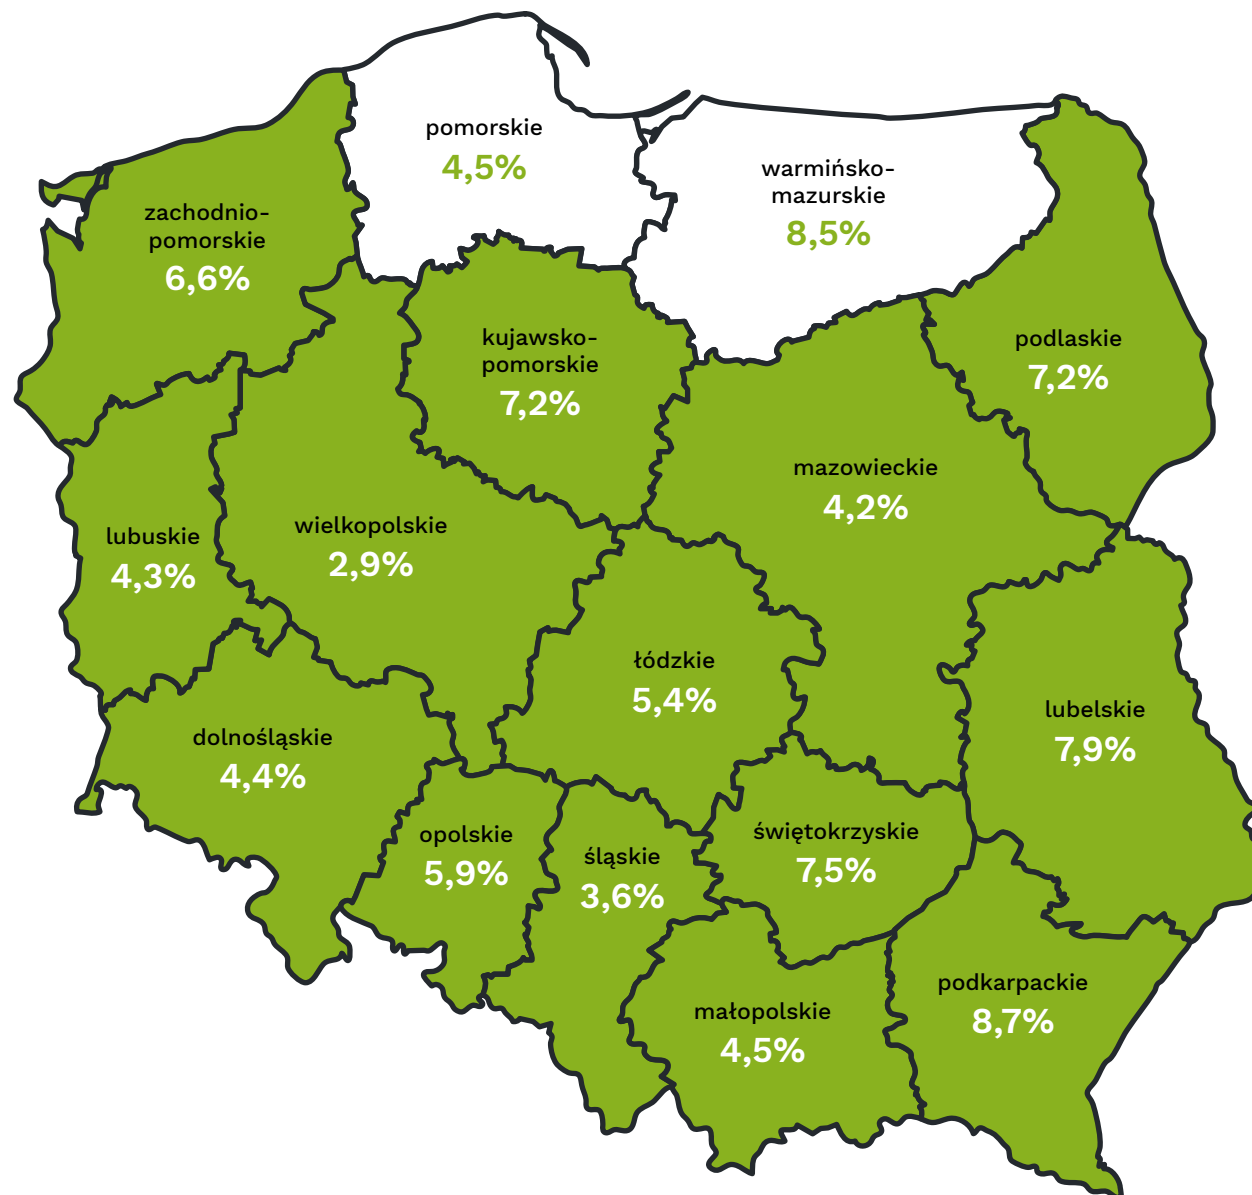 pomorskie
4,5%
warmińsko-
mazurskie
8,5%
zachodnio-
pomorskie
6,6%
kujawsko-
pomorskie
7,2%
podlaskie
7,2%
mazowieckie
4,2%
lubuskie
4,3%
wielkopolskie
2,9%
łódzkie
5,4%
lubelskie
7,9%
dolnośląskie
4,4%
opolskie
5,9%
śląskie
3,6%
świętokrzyskie
7,5%
małopolskie
4,5%
podkarpackie
8,7%